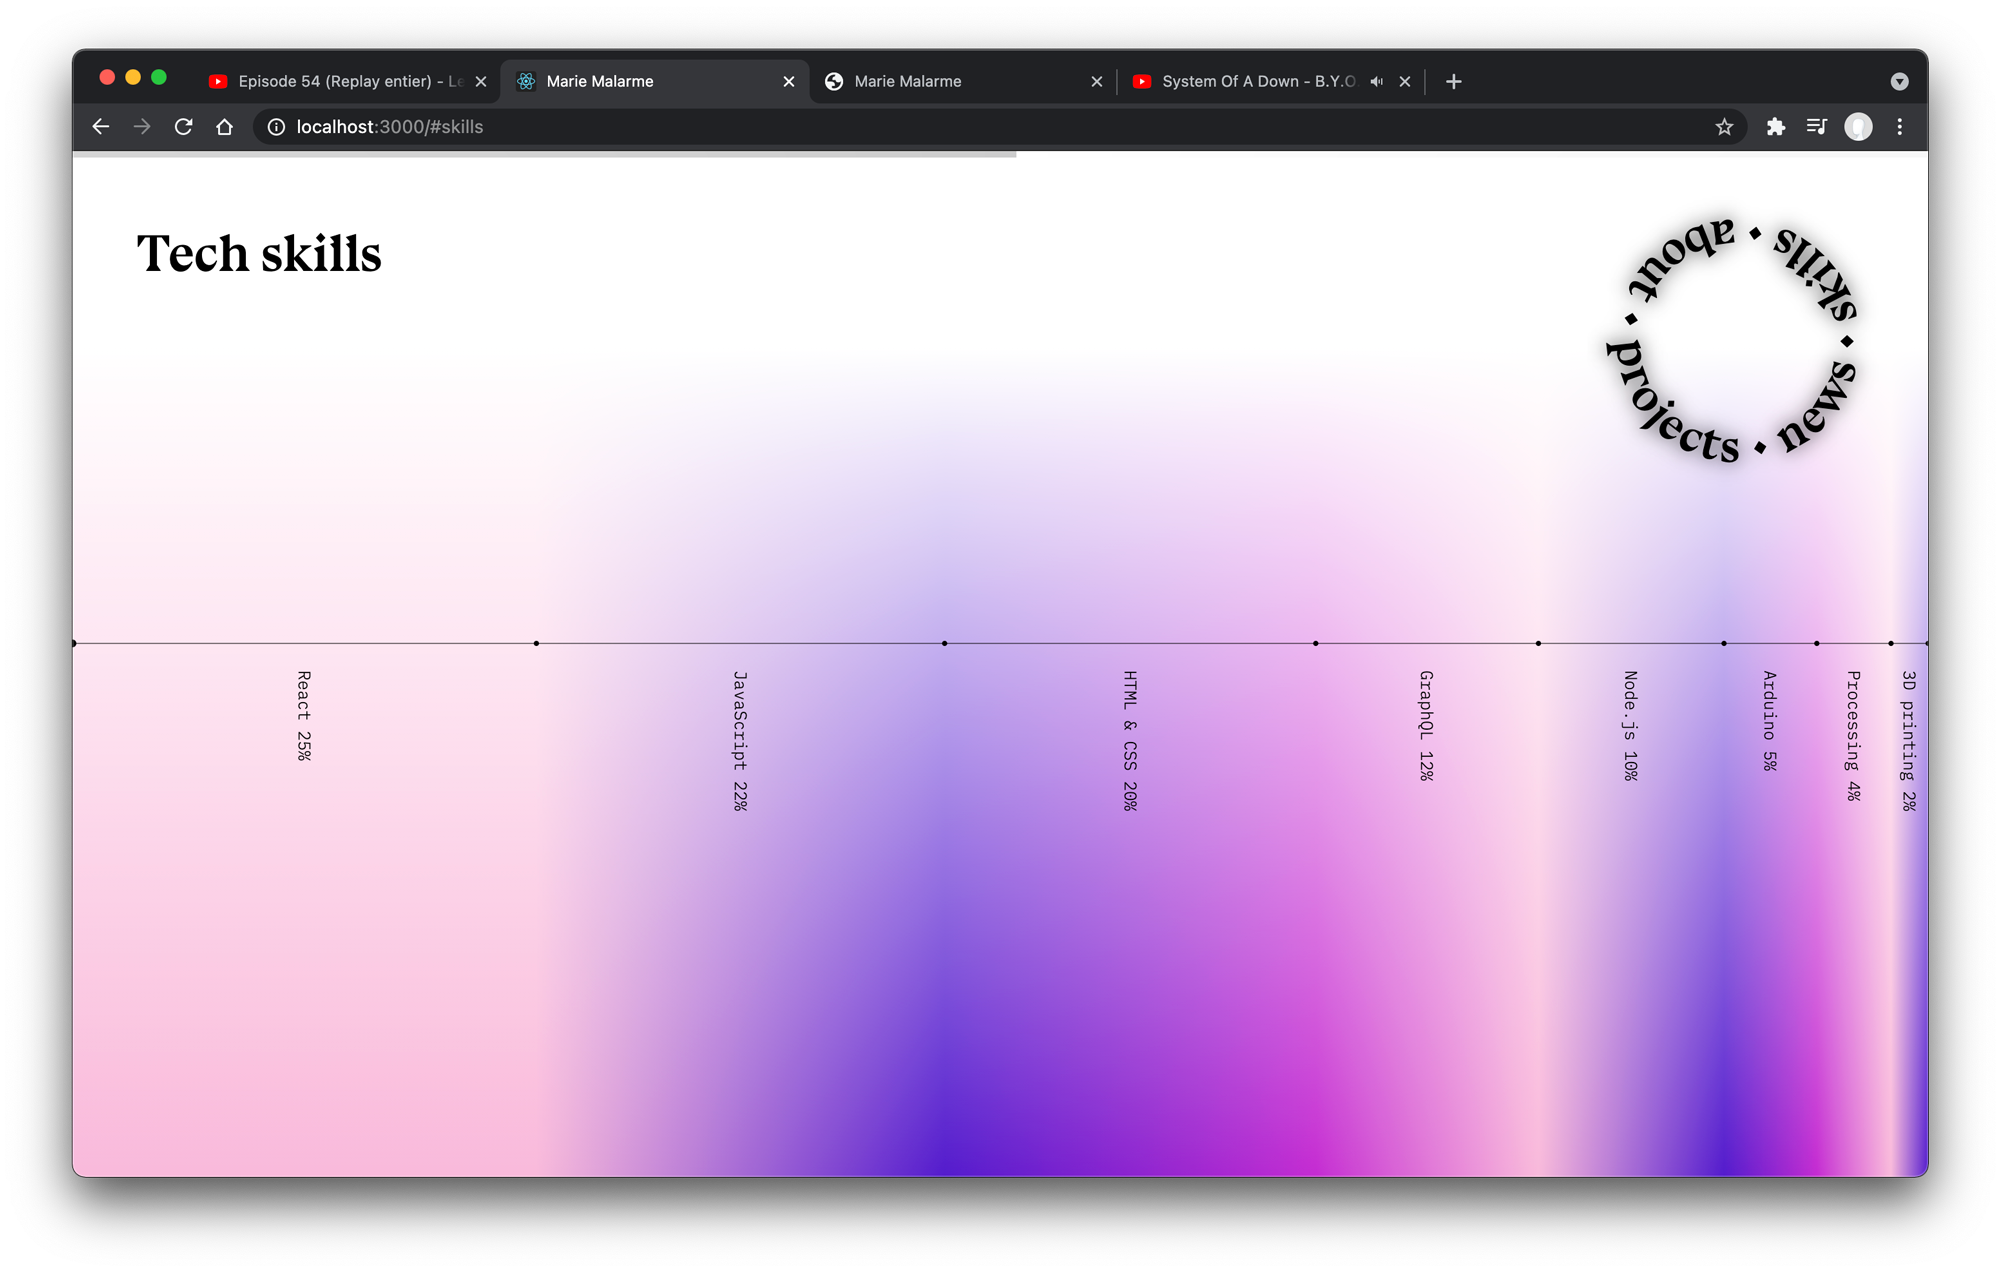 Episode 54 (Replay entier) - Le
Marie Malarme
Marie Malarme
System Of A Down - B.Y.O.
localhost:3000/#skills
Tech skills
about · skills · news · projects ·
React 25%
JavaScript 22%
HTML & CSS 20%
GraphQL 12%
Node.js 10%
Arduino 5%
Processing 4%
3D printing 2%